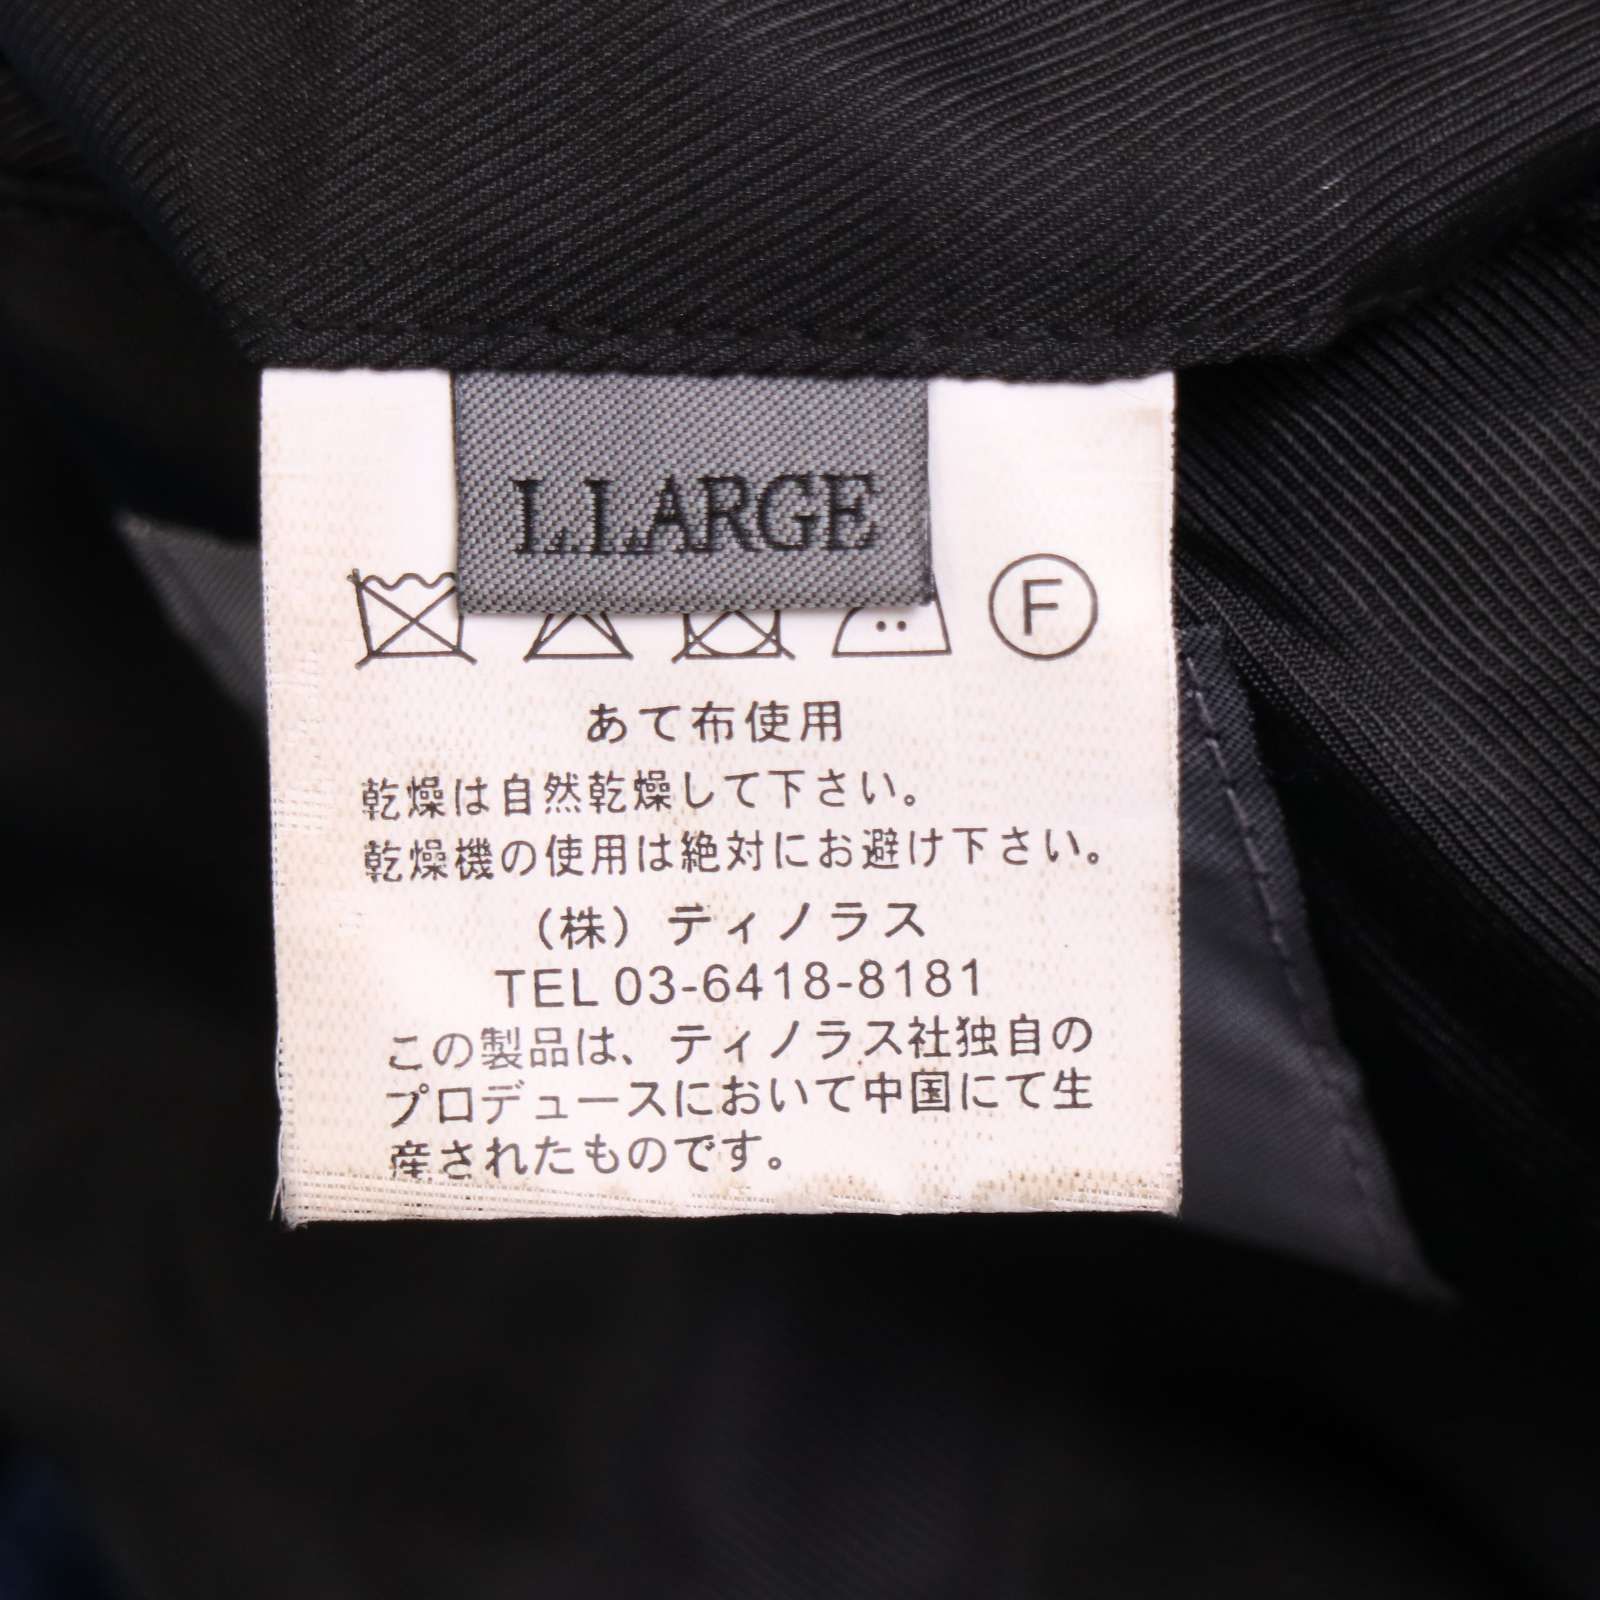 L.LARGE
F
あて布使用
乾燥は自然乾燥して下さい。
乾燥機の使用は絶対にお避け下さい。
（株）ティノラス
TEL 03-6418-8181
この製品は、ティノラス社独自の
プロデュースにおいて中国にて生
産されたものです。